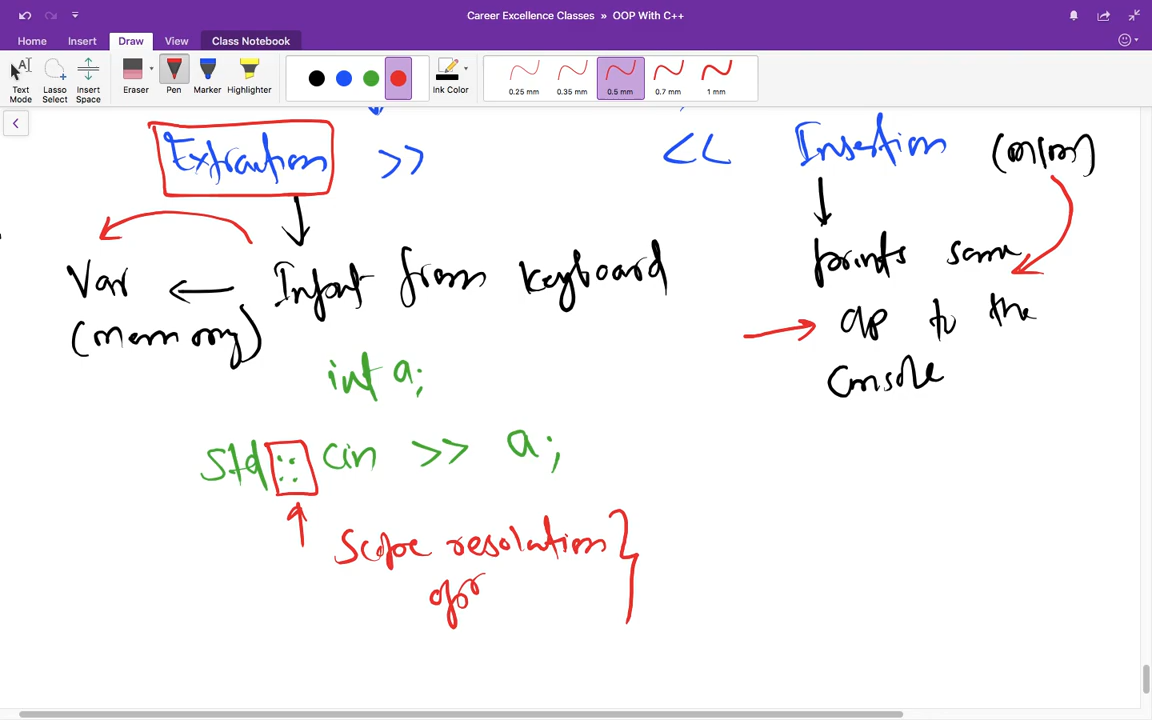 Career Excellence Classes » OOP With C++
Home Insert Draw View Class Notebook
Text Mode
Lasso Select
Insert Space
Eraser
Pen
Marker
Highlighter
Ink Color
0.25 mm
0.35 mm
0.5 mm
0.7 mm
1 mm
Extraction >>
<< Insertion
Var ← Input from keyboard
(memory)
prints some
op to the
Console
int a;
std :: cin >> a;
Scope resolution
opr